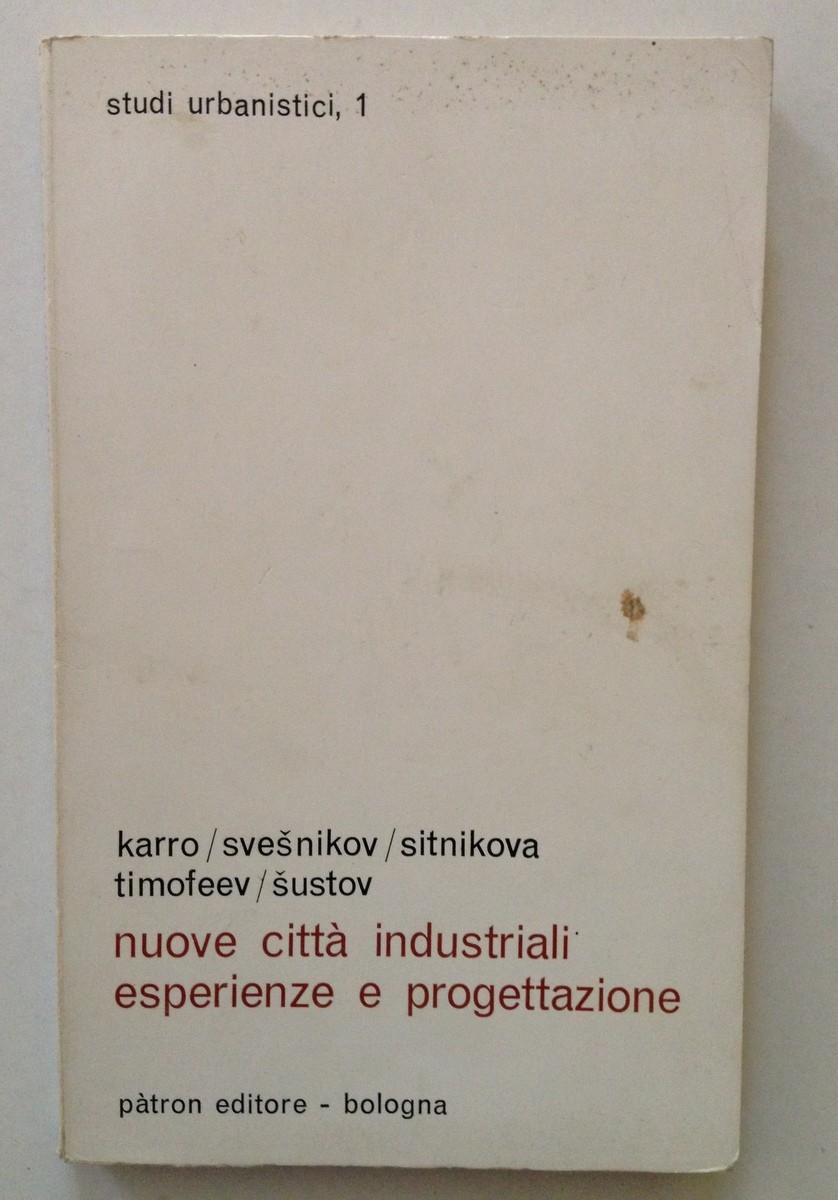 studi urbanistici, 1
karro/svešnikov/sitnikova
timofeev/šustov
nuove città industriali
esperienze e progettazione
pàtron editore - bologna